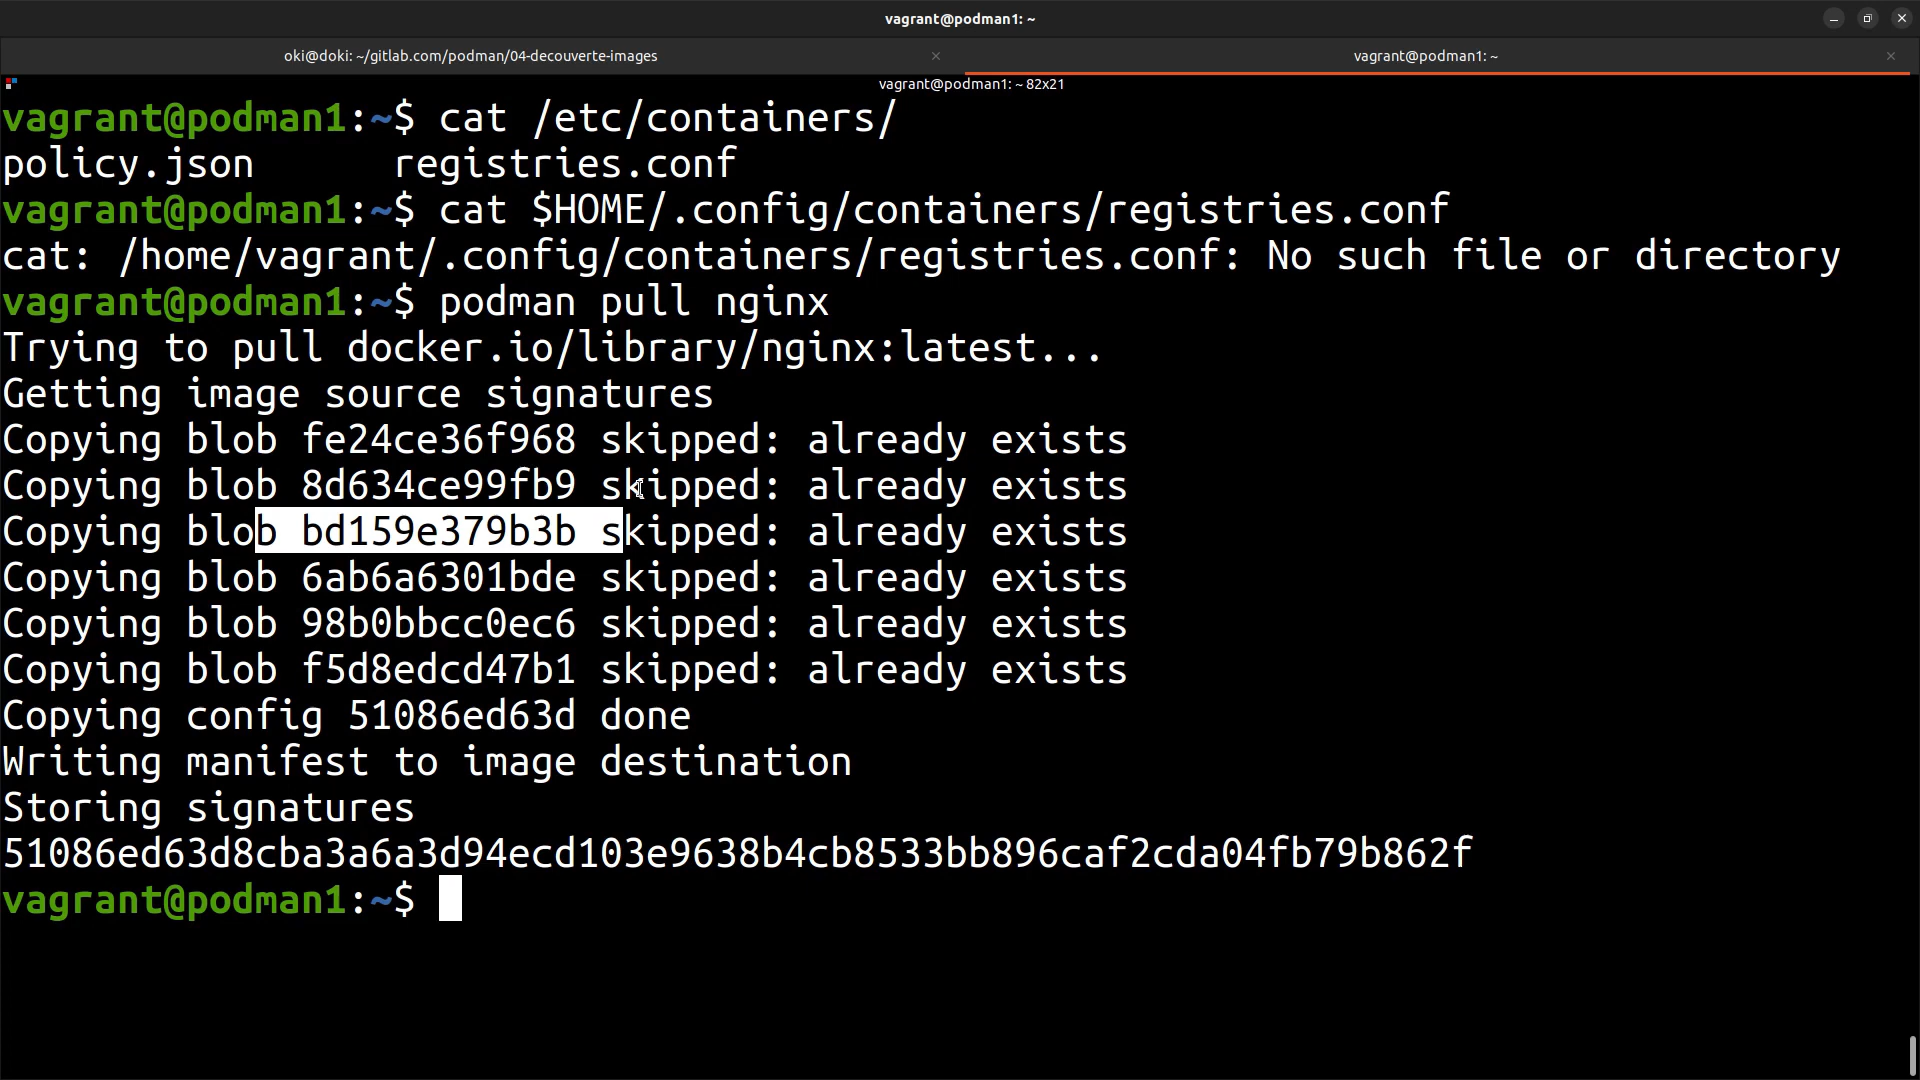 vagrant@podman1: ~
oki@doki: ~/gitlab.com/podman/04-decouverte-images
vagrant@podman1: ~
vagrant@podman1: ~ 82x21
vagrant@podman1:~$ cat /etc/containers/
policy.json      registries.conf
vagrant@podman1:~$ cat $HOME/.config/containers/registries.conf
cat: /home/vagrant/.config/containers/registries.conf: No such file or directory
vagrant@podman1:~$ podman pull nginx
Trying to pull docker.io/library/nginx:latest...
Getting image source signatures
Copying blob fe24ce36f968 skipped: already exists
Copying blob 8d634ce99fb9 skipped: already exists
Copying blob bd159e379b3b skipped: already exists
Copying blob 6ab6a6301bde skipped: already exists
Copying blob 98b0bbcc0ec6 skipped: already exists
Copying blob f5d8edcd47b1 skipped: already exists
Copying config 51086ed63d done
Writing manifest to image destination
Storing signatures
51086ed63d8cba3a6a3d94ecd103e9638b4cb8533bb896caf2cda04fb79b862f
vagrant@podman1:~$